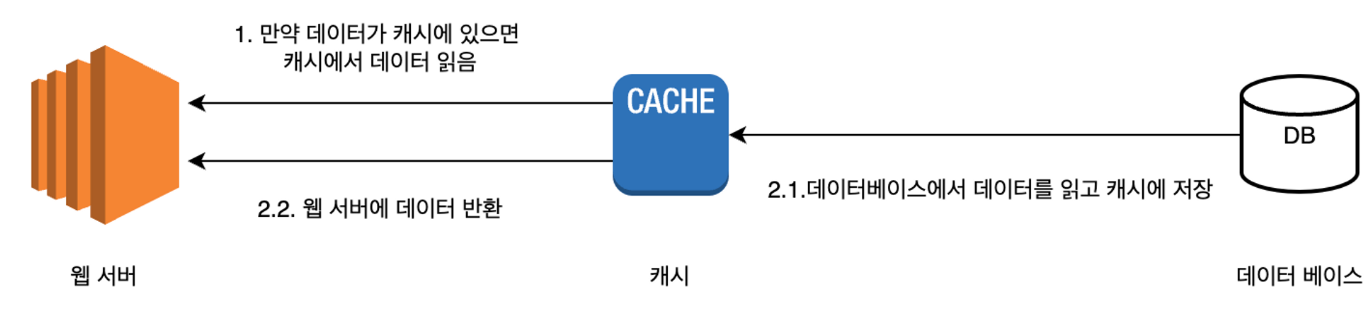 1. 만약 데이터가 캐시에 있으면
캐시에서 데이터 읽음
CACHE
DB
2.1.데이터베이스에서 데이터를 읽고 캐시에 저장
2.2. 웹 서버에 데이터 반환
웹 서버
캐시
데이터 베이스